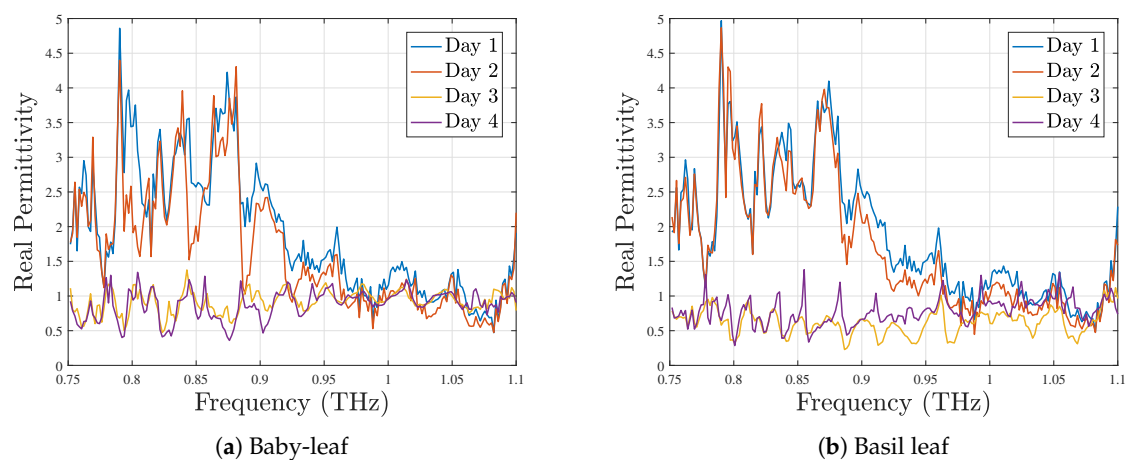 5
4.5
4
3.5
3
2.5
2
1.5
1
0.5
0
Real Permittivity
Day 1
Day 2
Day 3
Day 4
0.75 0.8 0.85 0.9 0.95 1 1.05 1.1
Frequency (THz)
(a) Baby-leaf
5
4.5
4
3.5
3
2.5
2
1.5
1
0.5
0
Real Permittivity
Day 1
Day 2
Day 3
Day 4
0.75 0.8 0.85 0.9 0.95 1 1.05 1.1
Frequency (THz)
(b) Basil leaf